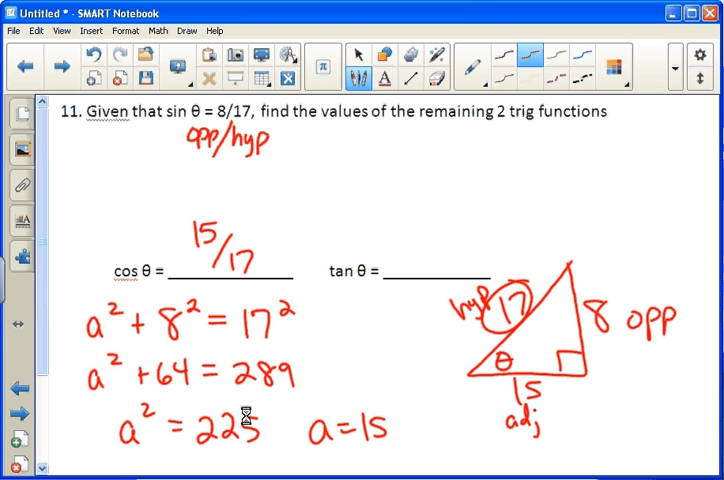 Untitled * - SMART Notebook
File Edit View Insert Format Math Draw Help
π
A
11. Given that sin θ = 8/17, find the values of the remaining 2 trig functions
opp/hyp
15/17
cos θ = ____________ tan θ = ____________
a² + 8² = 17²
a² + 64 = 289
a² = 225 a = 15
hyp 17
8 opp
θ
15
adj